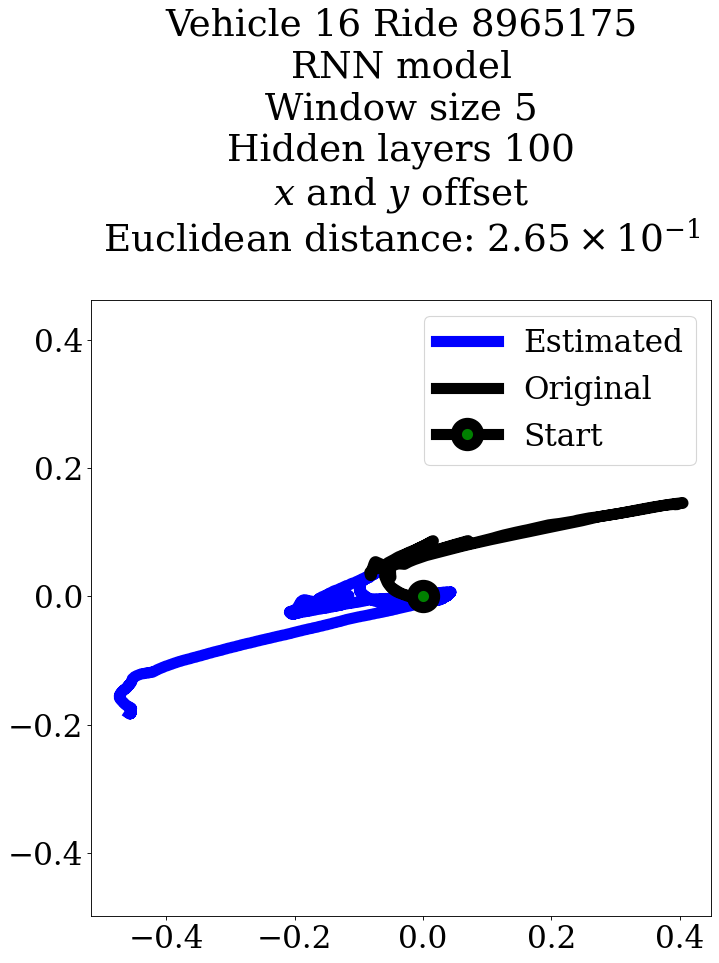 Vehicle 16 Ride 8965175
RNN model
Window size 5
Hidden layers 100
x and y offset
Euclidean distance: 2.65 × 10⁻¹
Estimated
Original
Start
0.4
0.2
0.0
−0.2
−0.4
−0.4 −0.2 0.0 0.2 0.4